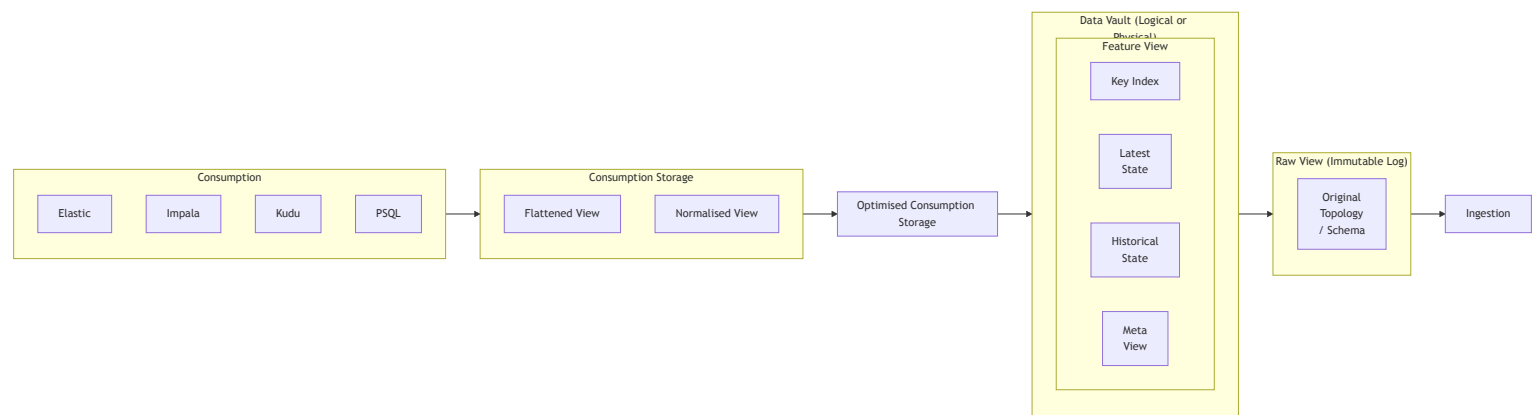 Consumption
Elastic
Impala
Kudu
PSQL
Consumption Storage
Flattened View
Normalised View
Optimised Consumption
Storage
Data Vault (Logical or
Physical)
Feature View
Key Index
Latest
State
Historical
State
Meta
View
Raw View (Immutable Log)
Original
Topology
/ Schema
Ingestion